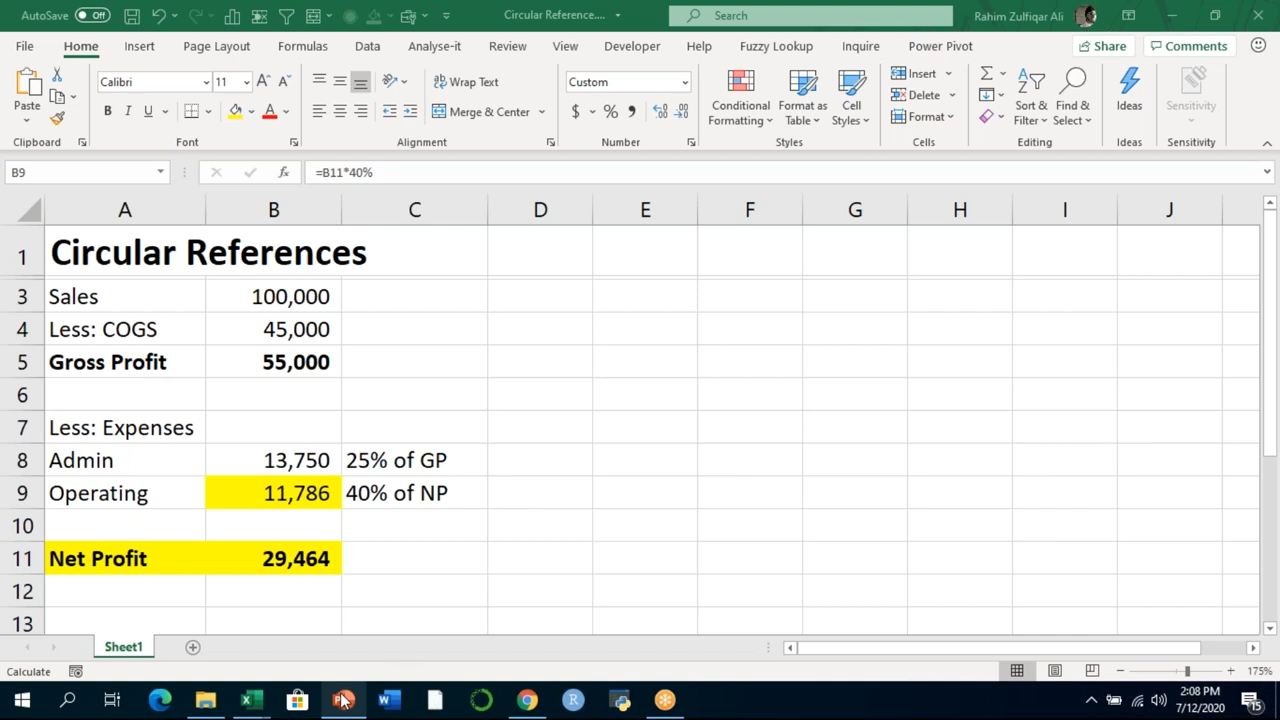 AutoSave Off Circular Reference.... Search Rahim Zulfiqar Ali
File Home Insert Page Layout Formulas Data Analyse-it Review View Developer Help Fuzzy Lookup Inquire Power Pivot Share Comments
Paste Calibri 11 A A Wrap Text Custom Conditional Formatting Format as Table Cell Styles Insert Sort & Filter Find & Select Ideas Sensitivity
B I U A Merge & Center $ % , Delete
Format
Clipboard Font Alignment Number Styles Cells Editing Ideas Sensitivity
B9 fx =B11*40%
A B C D E F G H I J
1 Circular References
3 Sales 100,000
4 Less: COGS 45,000
5 Gross Profit 55,000
6
7 Less: Expenses
8 Admin 13,750 25% of GP
9 Operating 11,786 40% of NP
10
11 Net Profit 29,464
12
13
Sheet1
Calculate 175%
2:08 PM
7/12/2020 15